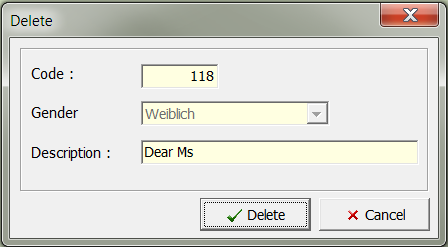 Delete
Code : 118
Gender Weiblich
Description : Dear Ms
Delete Cancel